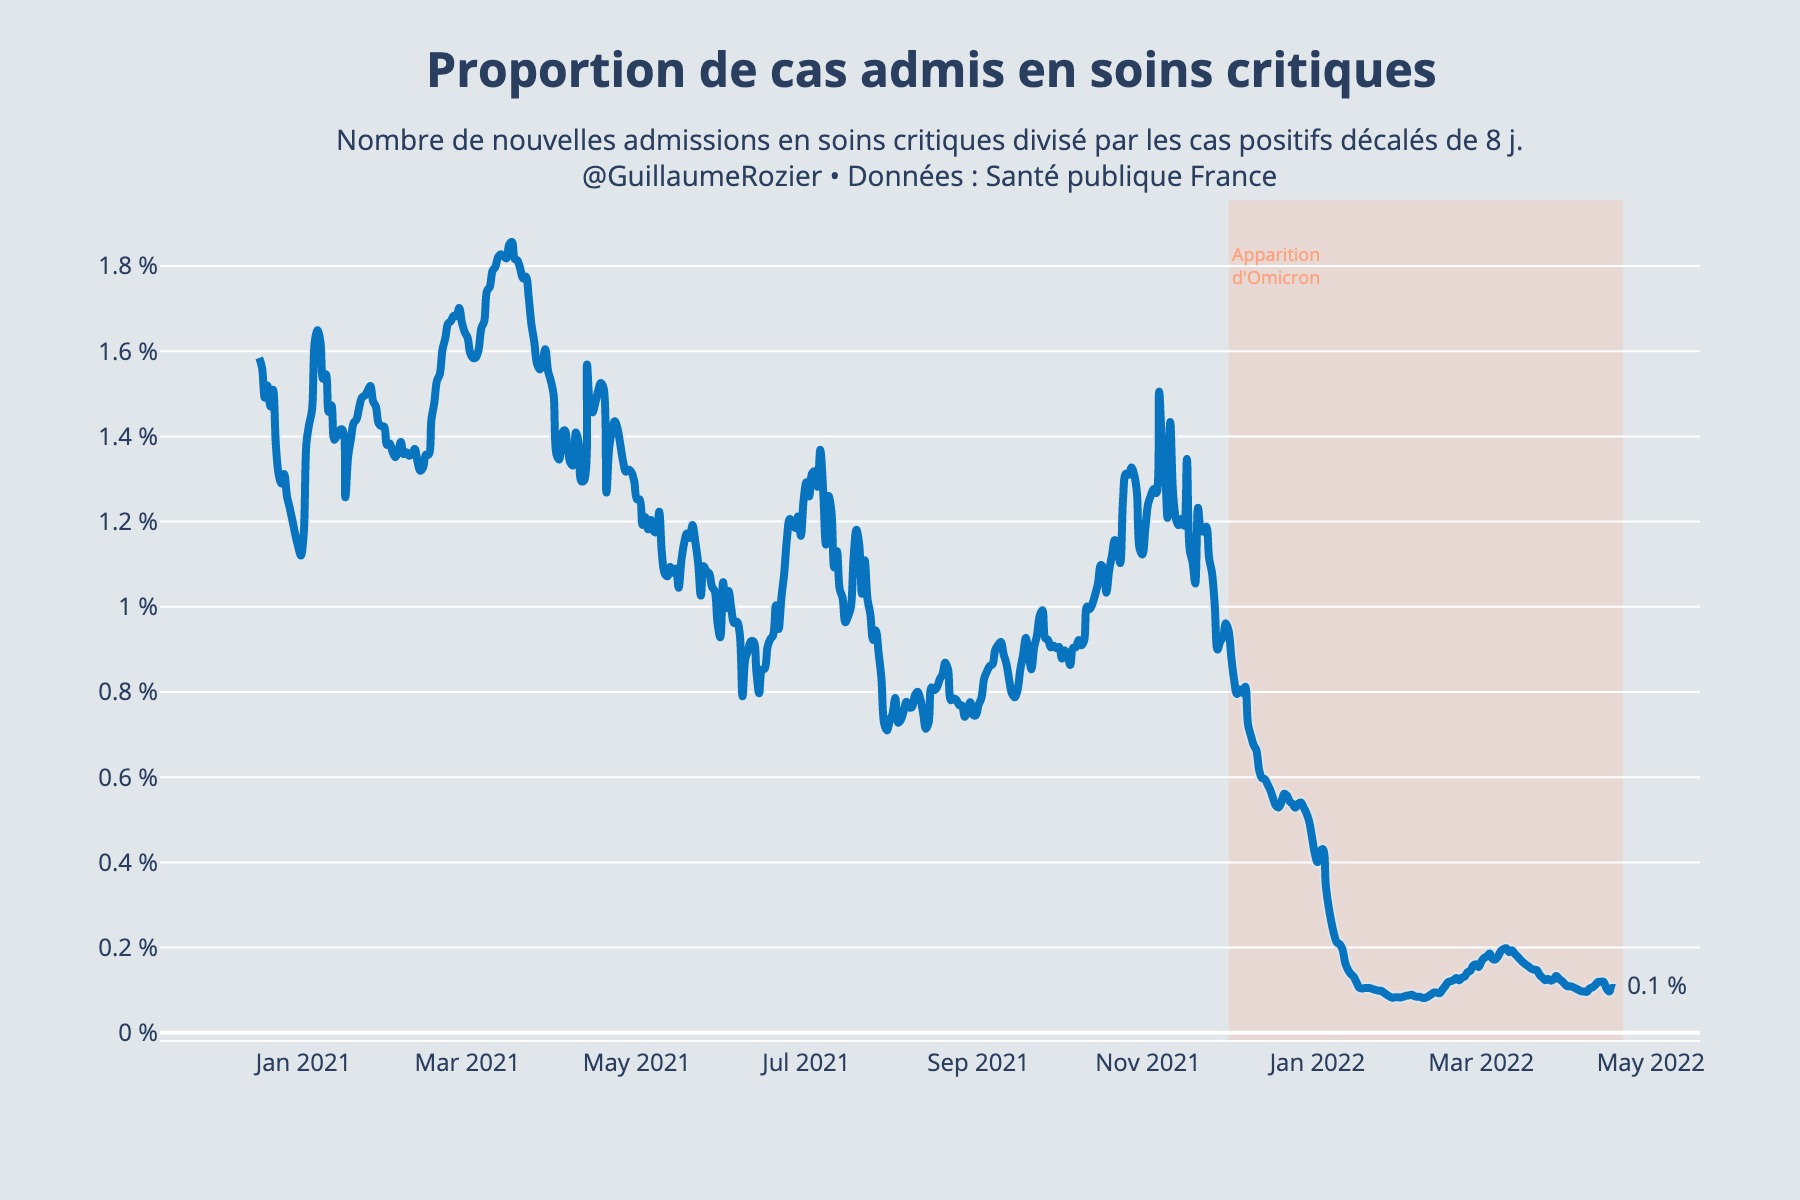 Proportion de cas admis en soins critiques
Nombre de nouvelles admissions en soins critiques divisé par les cas positifs décalés de 8 j.
@GuillaumeRozier • Données : Santé publique France
Apparition
d'Omicron
1.8 %
1.6 %
1.4 %
1.2 %
1 %
0.8 %
0.6 %
0.4 %
0.2 %
0 %
0.1 %
Jan 2021
Mar 2021
May 2021
Jul 2021
Sep 2021
Nov 2021
Jan 2022
Mar 2022
May 2022